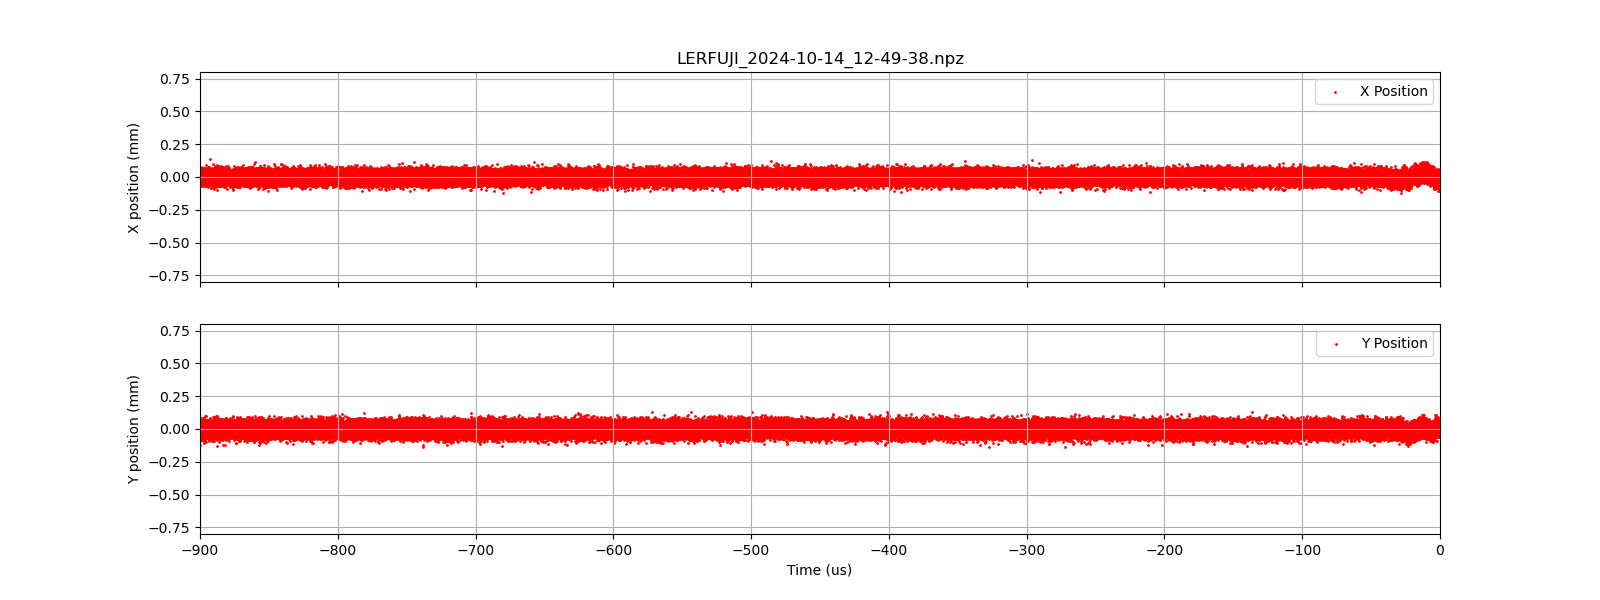 LERFUJI_2024-10-14_12-49-38.npz
X position (mm)
0.75
0.50
0.25
0.00
−0.25
−0.50
−0.75
X Position
Y position (mm)
0.75
0.50
0.25
0.00
−0.25
−0.50
−0.75
Y Position
−900 −800 −700 −600 −500 −400 −300 −200 −100 0
Time (us)